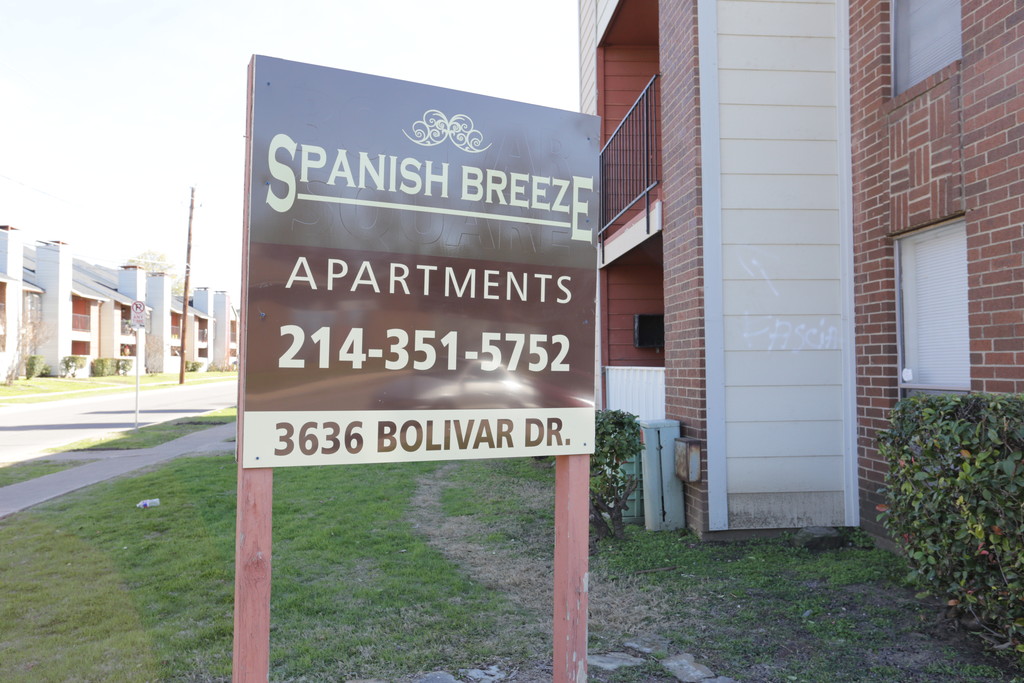 SPANISH BREEZE
APARTMENTS
214-351-5752
3636 BOLIVAR DR.